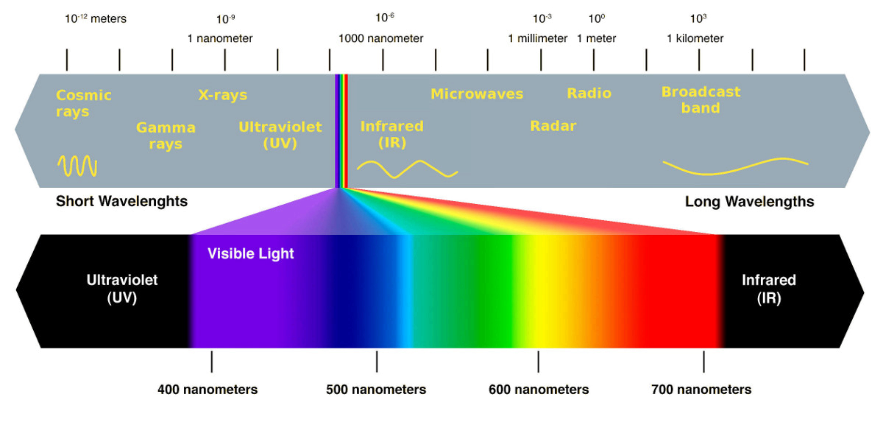 10-12 meters
10-9
10-6
10-3
100
103
1 nanometer
1000 nanometer
1 millimeter
1 meter
1 kilometer
Cosmic
rays
Gamma
rays
X-rays
Ultraviolet
(UV)
Infrared
(IR)
Microwaves
Radar
Radio
Broadcast
band
Short Wavelenghts
Long Wavelengths
Ultraviolet
(UV)
Visible Light
Infrared
(IR)
400 nanometers
500 nanometers
600 nanometers
700 nanometers